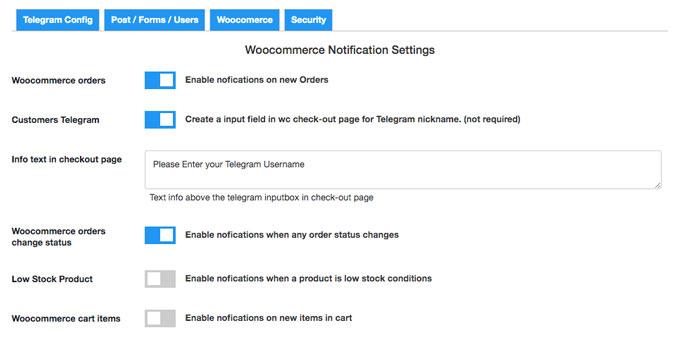 Telegram Config Post / Forms / Users Woocomerce Security
Woocommerce Notification Settings
Woocommerce orders Enable nofications on new Orders
Customers Telegram Create a input field in wc check-out page for Telegram nickname. (not required)
Info text in checkout page Please Enter your Telegram Username
Text info above the telegram inputbox in check-out page
Woocommerce orders
change status Enable nofications when any order status changes
Low Stock Product Enable nofications when a product is low stock conditions
Woocommerce cart items Enable nofications on new items in cart